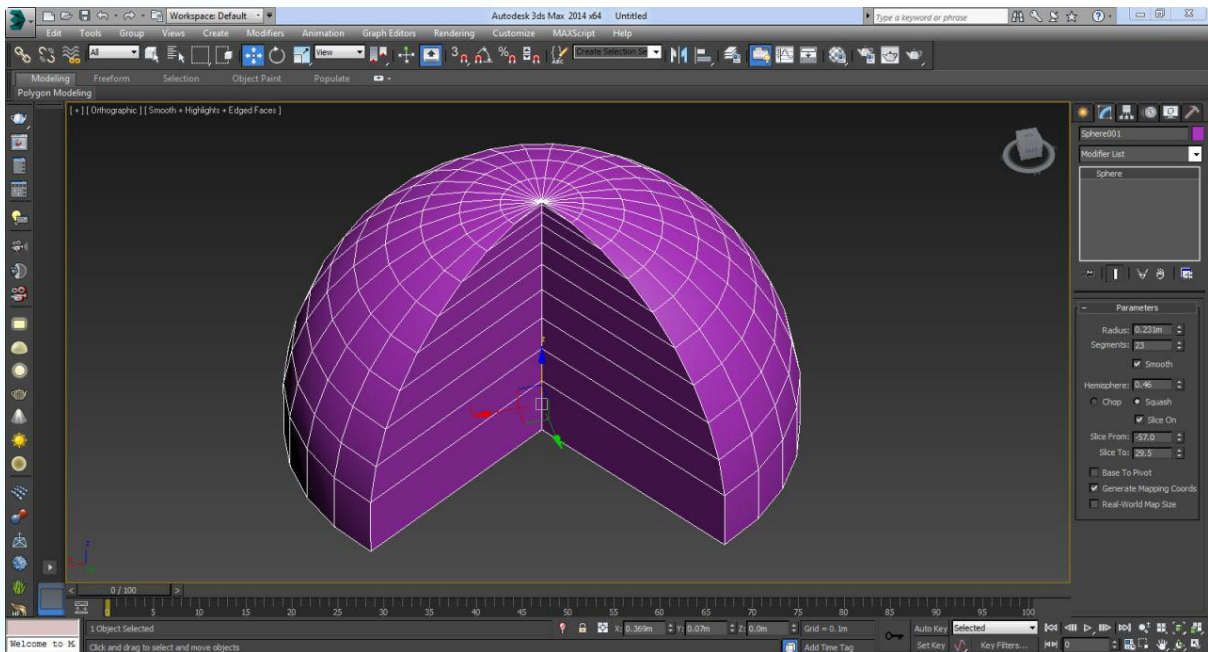 Workspace: Default
Autodesk 3ds Max 2014 x64 Untitled
Type a keyword or phrase
Edit Tools Group Views Create Modifiers Animation Graph Editors Rendering Customize MAXScript Help
All
View
3
Create Selection Se
Modeling Freeform Selection Object Paint Populate
Polygon Modeling
[ + ] [ Orthographic ] [ Smooth + Highlights + Edged Faces ]
Sphere001
Modifier List
Sphere
Parameters
Radius: 0.231m
Segments: 23
Smooth
Hemisphere: 0.46
Chop Squash
Slice On
Slice From: -57.0
Slice To: 29.5
Base To Pivot
Generate Mapping Coords
Real-World Map Size
z
0 / 100
0 5 10 15 20 25 30 35 40 45 50 55 60 65 70 75 80 85 90 95 100
1 Object Selected
X: 0.369m Y: 0.07m Z: 0.0m
Grid = 0.1m
Auto Key Selected
Welcome to M
Click and drag to select and move objects
Add Time Tag
Set Key Key Filters...
0